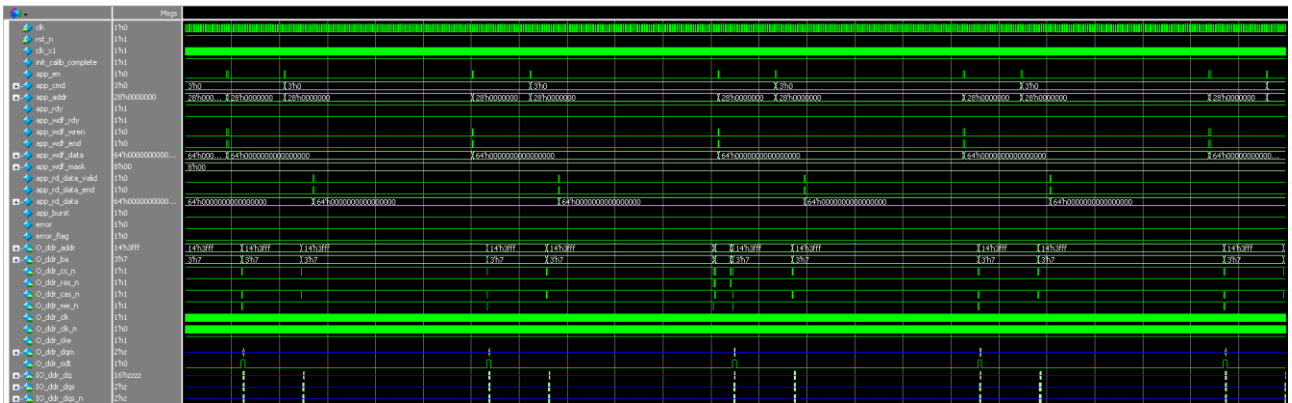 Msgs
clk 1'h0
rst_n 1'h1
clk_x1 1'h1
init_calib_complete 1'h1
app_en 1'h0
app_cmd 3'h0 3'h0 3'h0 3'h0 3'h0 3'h0
app_addr 28'h0000000 28'h000... 28'h0000000 28'h0000000 28'h0000000 28'h0000000 28'h0000000 28'h0000000 28'h0000000 28'h0000000 28'h0000000
app_rdy 1'h1
app_wdf_rdy 1'h1
app_wdf_wren 1'h0
app_wdf_end 1'h0
app_wdf_data 64'h0000000000... 64'h000... 64'h0000000000000000 64'h0000000000000000 64'h0000000000000000 64'h0000000000000000 64'h0000000000...
app_wdf_mask 8'h00 8'h00
app_rd_data_valid 1'h0
app_rd_data_end 1'h0
app_rd_data 64'h0000000000... 64'h0000000000000000 64'h0000000000000000 64'h0000000000000000 64'h0000000000000000 64'h0000000000000000
app_burst 1'h0
error 1'h0
error_flag 1'h0
O_ddr_addr 14'h3fff 14'h3fff 14'h3fff 14'h3fff 14'h3fff 14'h3fff 14'h3fff 14'h3fff 14'h3fff 14'h3fff 14'h3fff
O_ddr_ba 3'h7 3'h7 3'h7 3'h7 3'h7 3'h7 3'h7 3'h7 3'h7 3'h7 3'h7
O_ddr_cs_n 1'h1
O_ddr_ras_n 1'h1
O_ddr_cas_n 1'h1
O_ddr_we_n 1'h1
O_ddr_clk 1'h1
O_ddr_clk_n 1'h0
O_ddr_cke 1'h1
O_ddr_dqm 2'hz
O_ddr_odt 1'h0
IO_ddr_dq 16'hzzzz
IO_ddr_dqs 2'hz
IO_ddr_dqs_n 2'hz